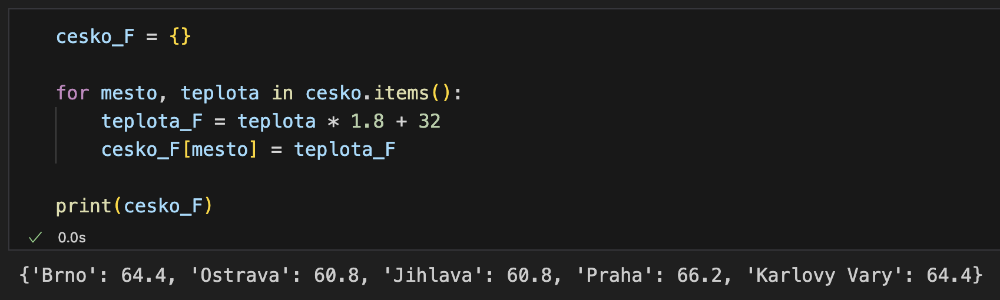 cesko_F = {}
for mesto, teplota in cesko.items():
teplota_F = teplota * 1.8 + 32
cesko_F[mesto] = teplota_F
print(cesko_F)
0.0s
{'Brno': 64.4, 'Ostrava': 60.8, 'Jihlava': 60.8, 'Praha': 66.2, 'Karlovy Vary': 64.4}